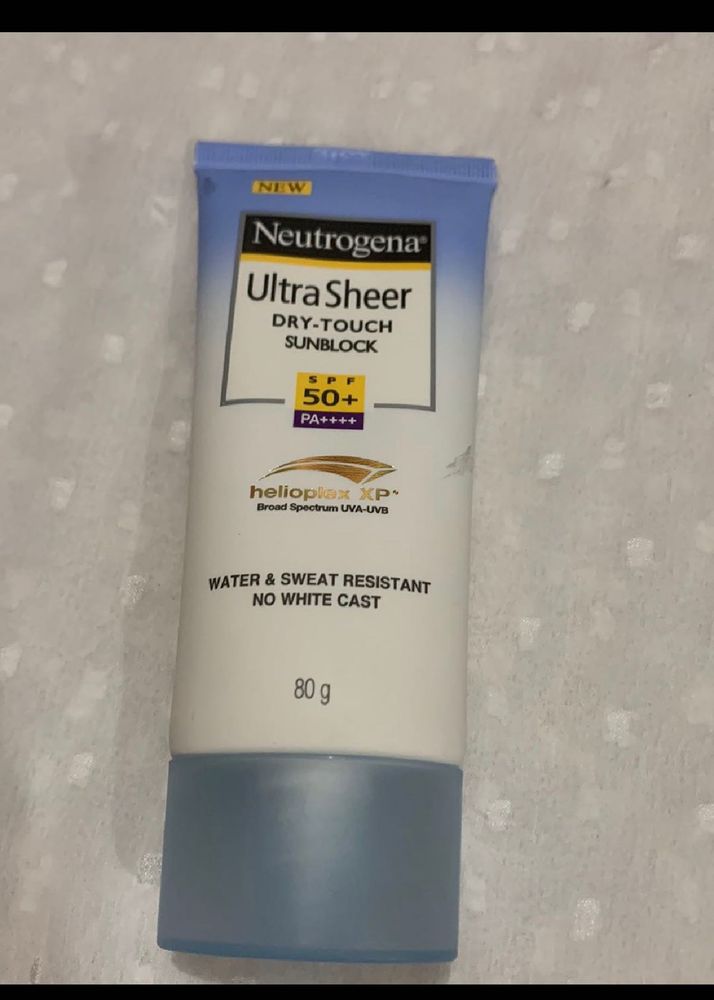 NEW
Neutrogena®
Ultra Sheer
DRY-TOUCH
SUNBLOCK
SPF
50+
PA++++
helioplex XP
Broad Spectrum UVA-UVB
WATER & SWEAT RESISTANT
NO WHITE CAST
80 g